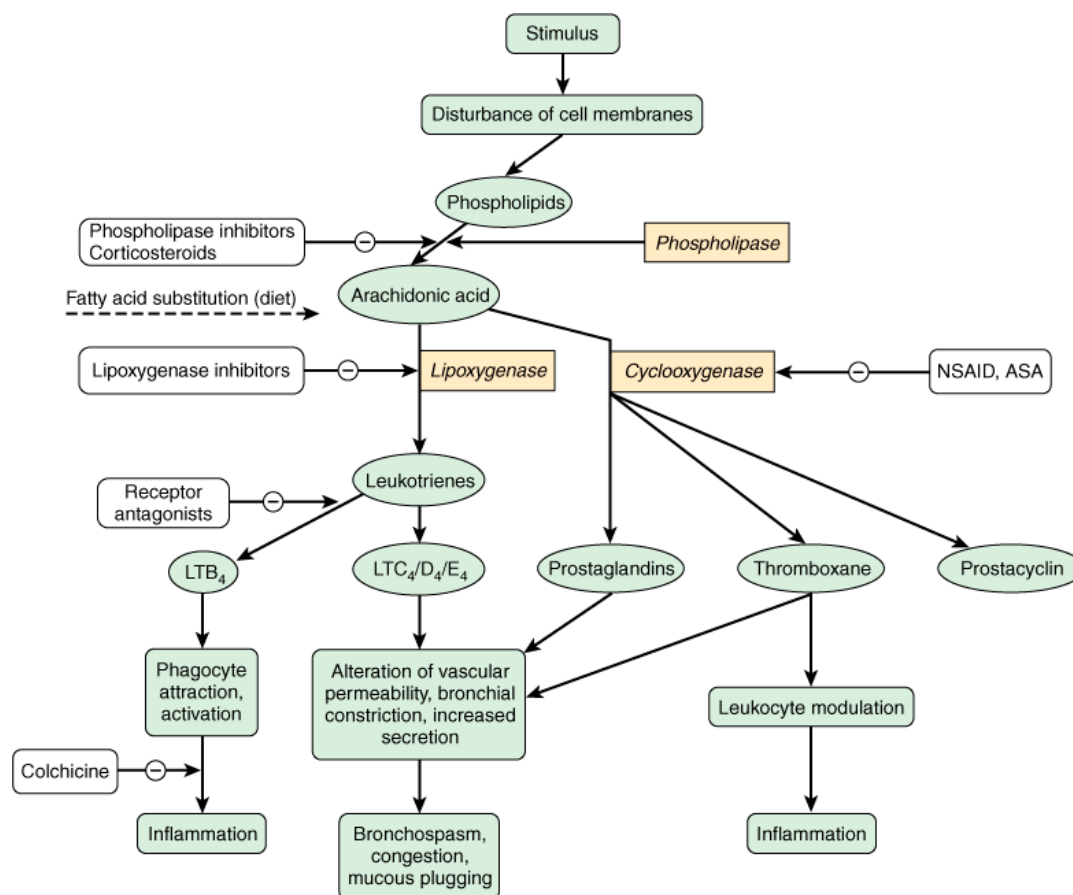 Stimulus
Disturbance of cell membranes
Phospholipids
Phospholipase inhibitors
Corticosteroids
Phospholipase
Arachidonic acid
Fatty acid substitution (diet)
Lipoxygenase inhibitors
Lipoxygenase
Cyclooxygenase
NSAID, ASA
Leukotrienes
Receptor
antagonists
LTB₄
LTC₄/D₄/E₄
Prostaglandins
Thromboxane
Prostacyclin
Phagocyte
attraction,
activation
Alteration of vascular
permeability, bronchial
constriction, increased
secretion
Leukocyte modulation
Colchicine
Inflammation
Bronchospasm,
congestion,
mucous plugging
Inflammation